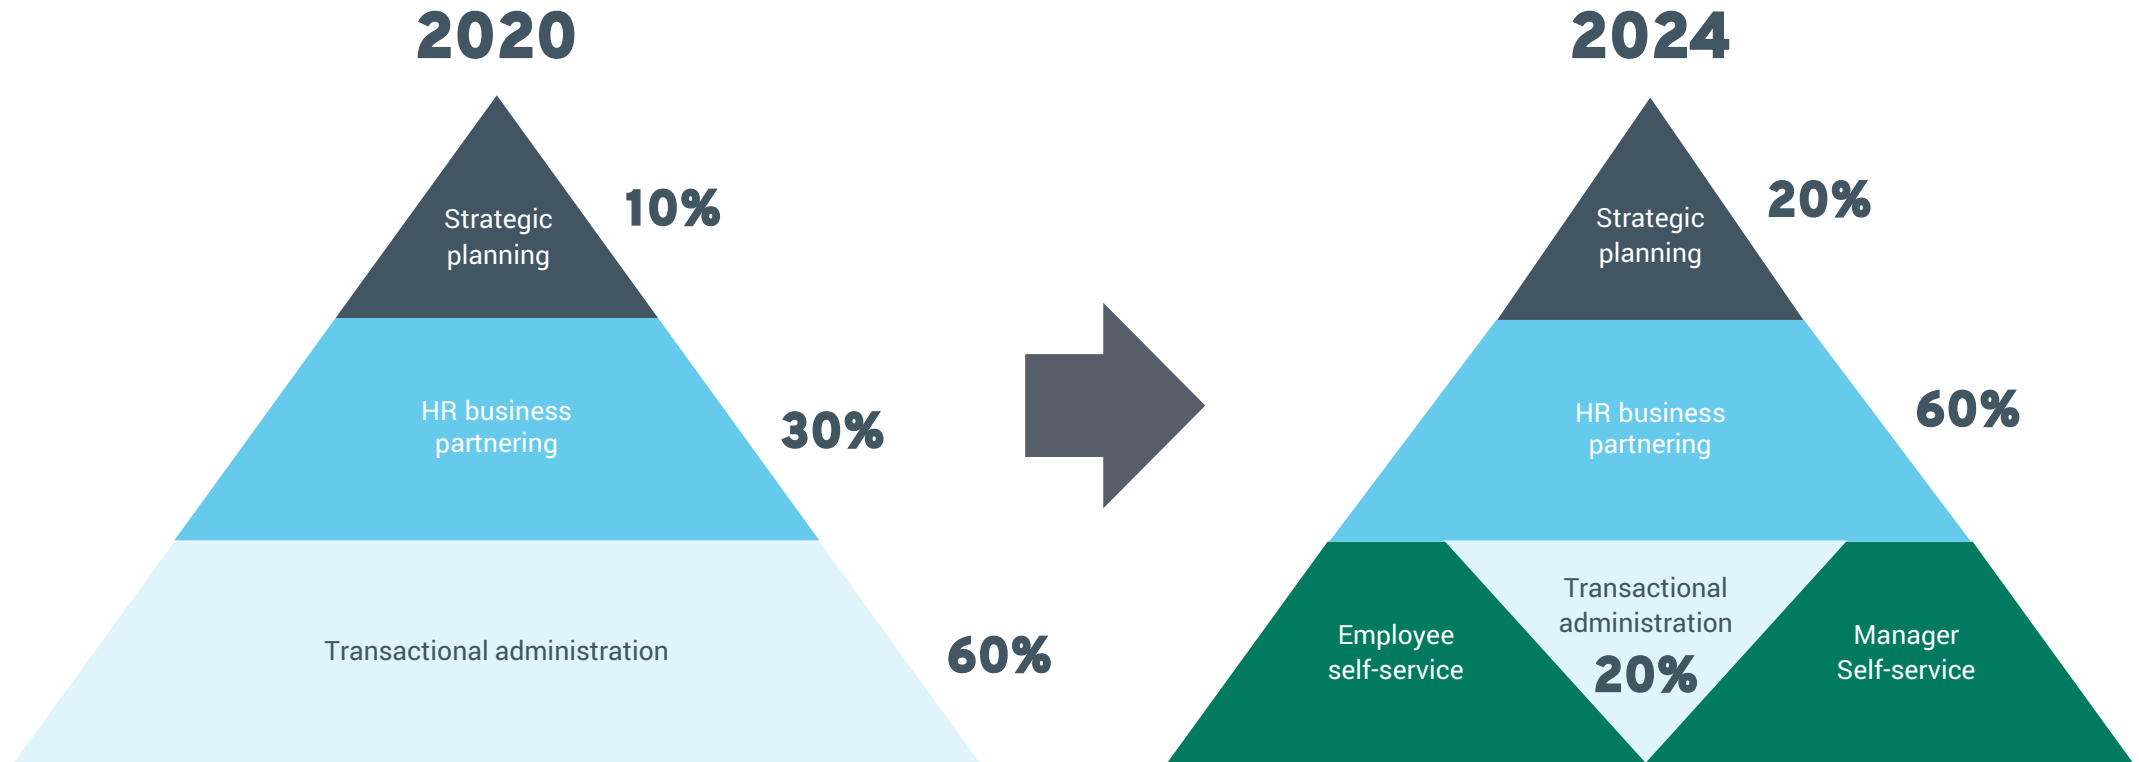 2020
Strategic
planning
10%
HR business
partnering
30%
Transactional administration
60%
2024
Strategic
planning
20%
HR business
partnering
60%
Employee
self-service
Transactional
administration
20%
Manager
Self-service